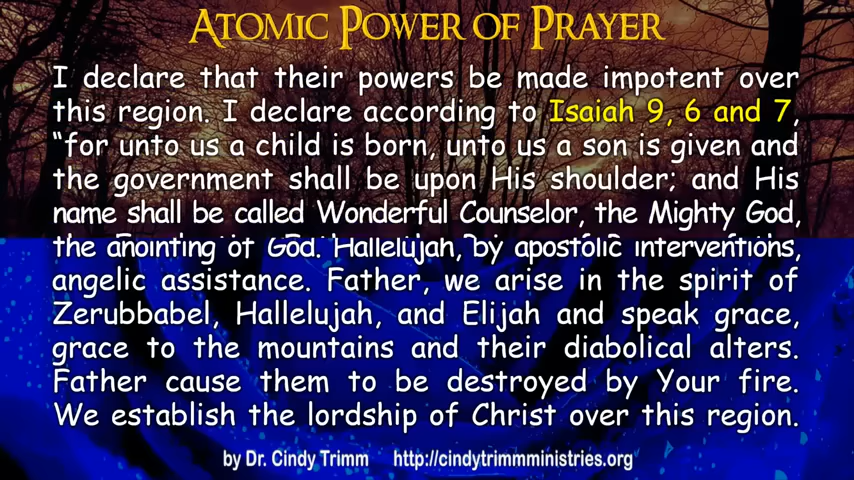 ATOMIC POWER OF PRAYER
I declare that their powers be made impotent over
this region. I declare according to Isaiah 9, 6 and 7,
“for unto us a child is born, unto us a son is given and
the government shall be upon His shoulder; and His
name shall be called Wonderful Counselor, the Mighty God,
the anointing of God. Hallelujah, by apostolic interventions,
angelic assistance. Father, we arise in the spirit of
Zerubbabel, Hallelujah, and Elijah and speak grace,
grace to the mountains and their diabolical alters.
Father cause them to be destroyed by Your fire.
We establish the lordship of Christ over this region.
by Dr. Cindy Trimm http://cindytrimmministries.org